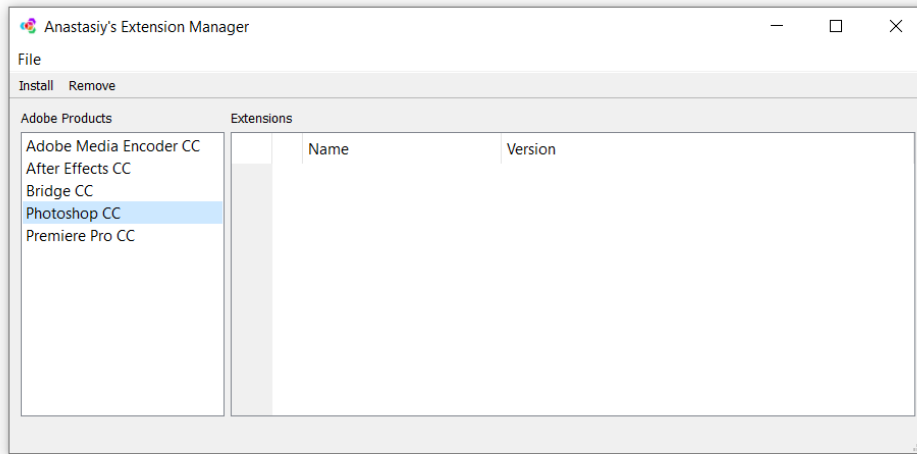 Anastasiy's Extension Manager
File
Install Remove
Adobe Products Extensions
Adobe Media Encoder CC
After Effects CC
Bridge CC
Photoshop CC
Premiere Pro CC
Name Version